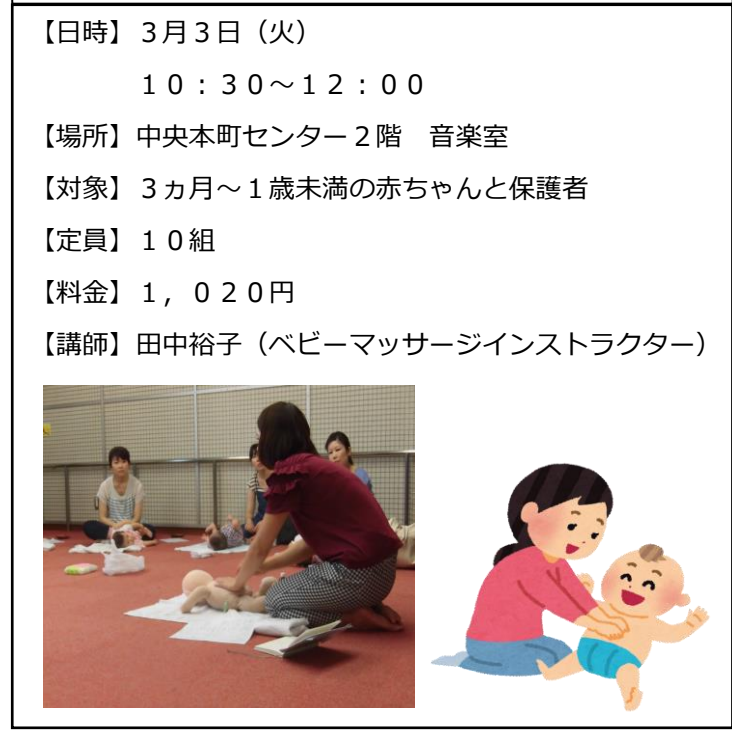 【日時】３月３日（火）
１０：３０～１２：００
【場所】中央本町センター２階　音楽室
【対象】３ヵ月～１歳未満の赤ちゃんと保護者
【定員】１０組
【料金】１，０２０円
【講師】田中裕子（ベビーマッサージインストラクター）